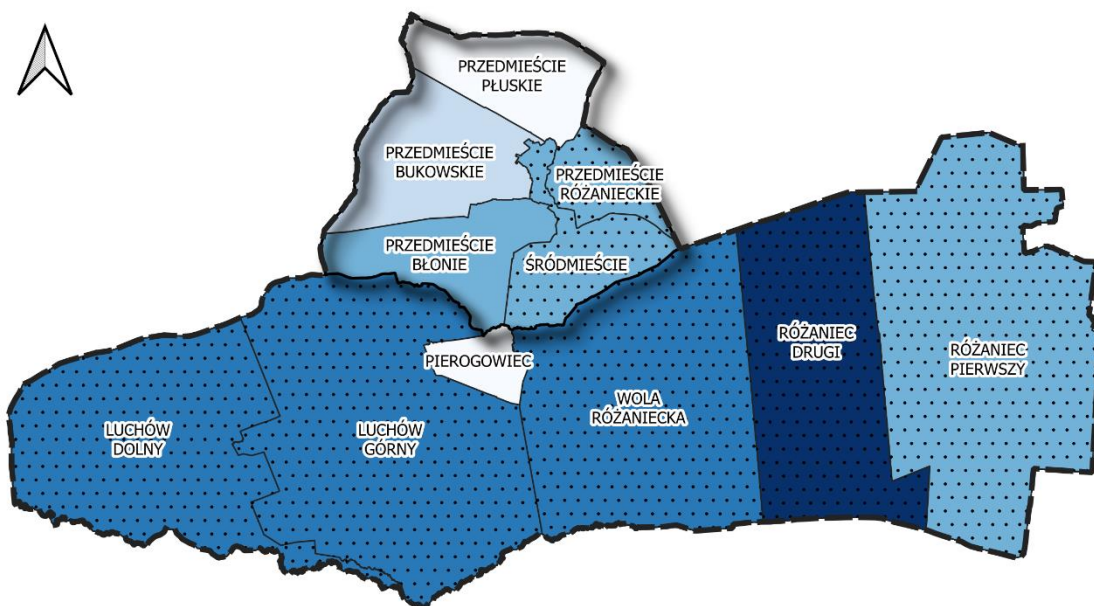 PRZEDMIEŚCIE
PŁUSKIE
PRZEDMIEŚCIE
BUKOWSKIE
PRZEDMIEŚCIE
RÓŻANIECKIE
PRZEDMIEŚCIE
BŁONIE
ŚRÓDMIEŚCIE
PIEROGOWIEC
RÓŻANIEC
DRUGI
RÓŻANIEC
PIERWSZY
WOLA
RÓŻANIECKA
LUCHÓW
DOLNY
LUCHÓW
GÓRNY